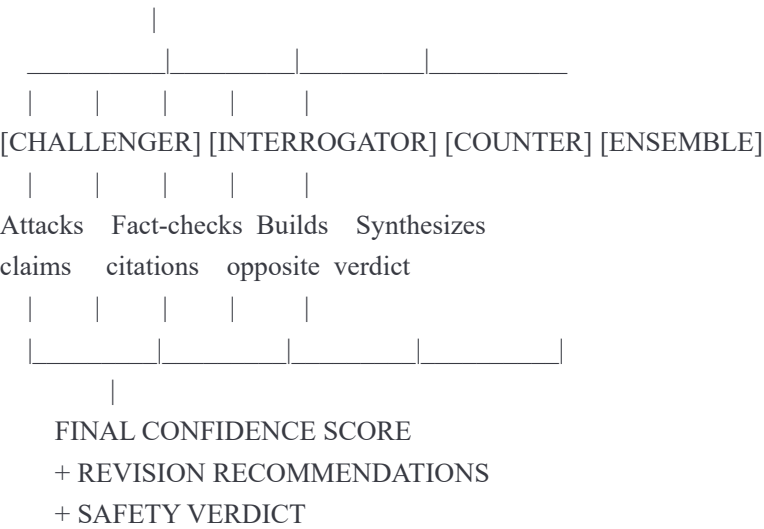 [CHALLENGER] [INTERROGATOR] [COUNTER] [ENSEMBLE]
Attacks Fact-checks Builds Synthesizes
claims citations opposite verdict
FINAL CONFIDENCE SCORE
+ REVISION RECOMMENDATIONS
+ SAFETY VERDICT